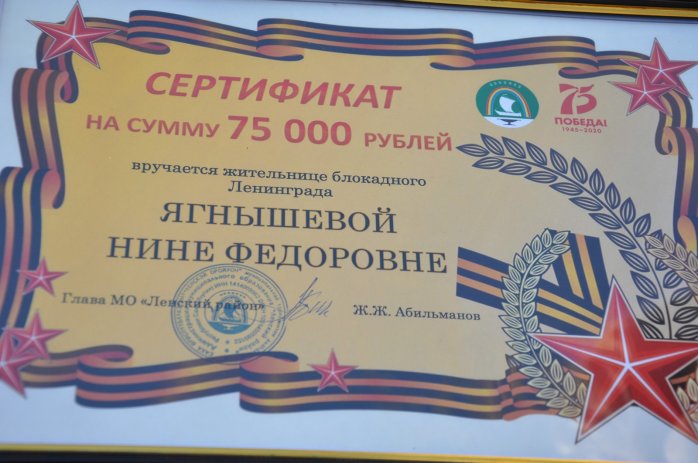 СЕРТИФИКАТ
НА СУММУ 75 000 РУБЛЕЙ
75
ПОБЕДА!
1945–2020
вручается жительнице блокадного
Ленинграда
ЯГНЫШЕВОЙ
НИНЕ ФЕДОРОВНЕ
Глава МО «Ленский район»
Ж.Ж. Абильманов